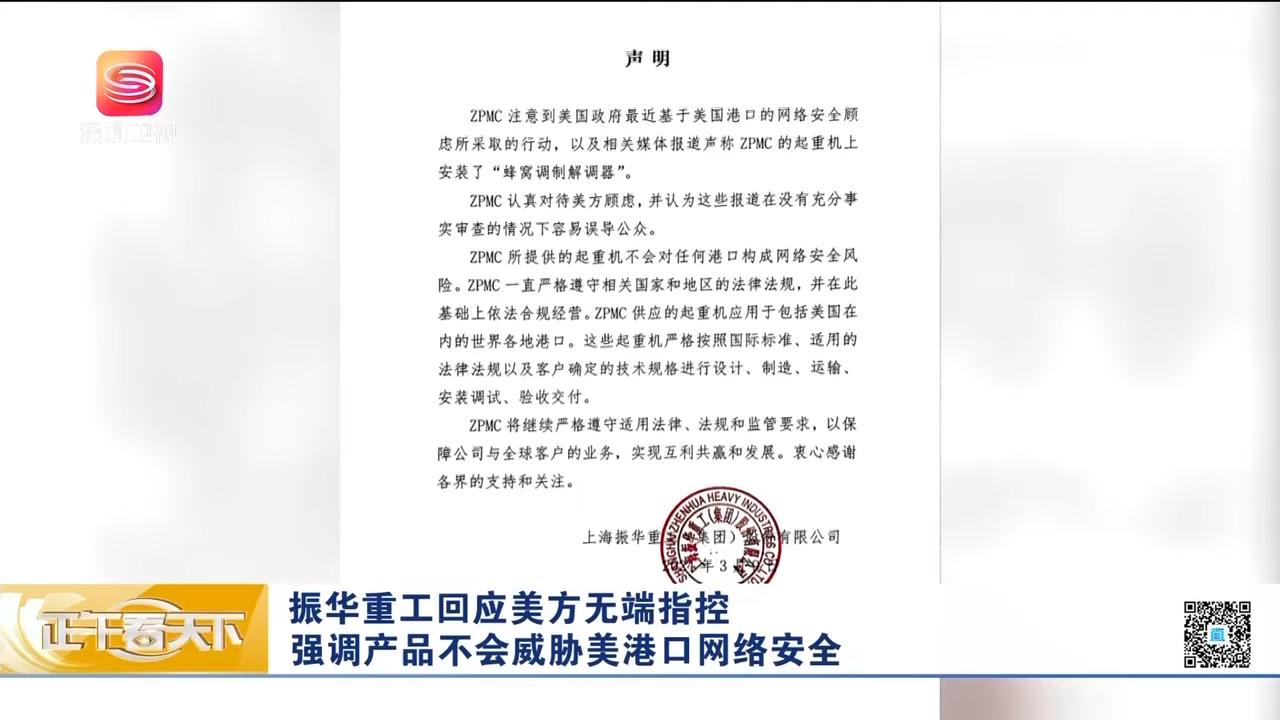 声明
深圳卫视
ZPMC 注意到美国政府最近基于美国港口的网络安全顾
虑所采取的行动，以及相关媒体报道声称 ZPMC 的起重机上
安装了“蜂窝调制解调器”。
ZPMC 认真对待美方顾虑，并认为这些报道在没有充分事
实审查的情况下容易误导公众。
ZPMC 所提供的起重机不会对任何港口构成网络安全风
险。ZPMC 一直严格遵守相关国家和地区的法律法规，并在此
基础上依法合规经营。ZPMC 供应的起重机应用于包括美国在
内的世界各地港口。这些起重机严格按照国际标准、适用的
法律法规以及客户确定的技术规格进行设计、制造、运输、
安装调试、验收交付。
ZPMC 将继续严格遵守适用法律、法规和监管要求，以保
障公司与全球客户的业务，实现互利共赢和发展。衷心感谢
各界的支持和关注。
上海振华重 集团） 有限公司
SHANGHAI ZHENHUA HEAVY INDUSTRIES CO.,LTD
年 3 月
正午看天下
振华重工回应美方无端指控
强调产品不会威胁美港口网络安全